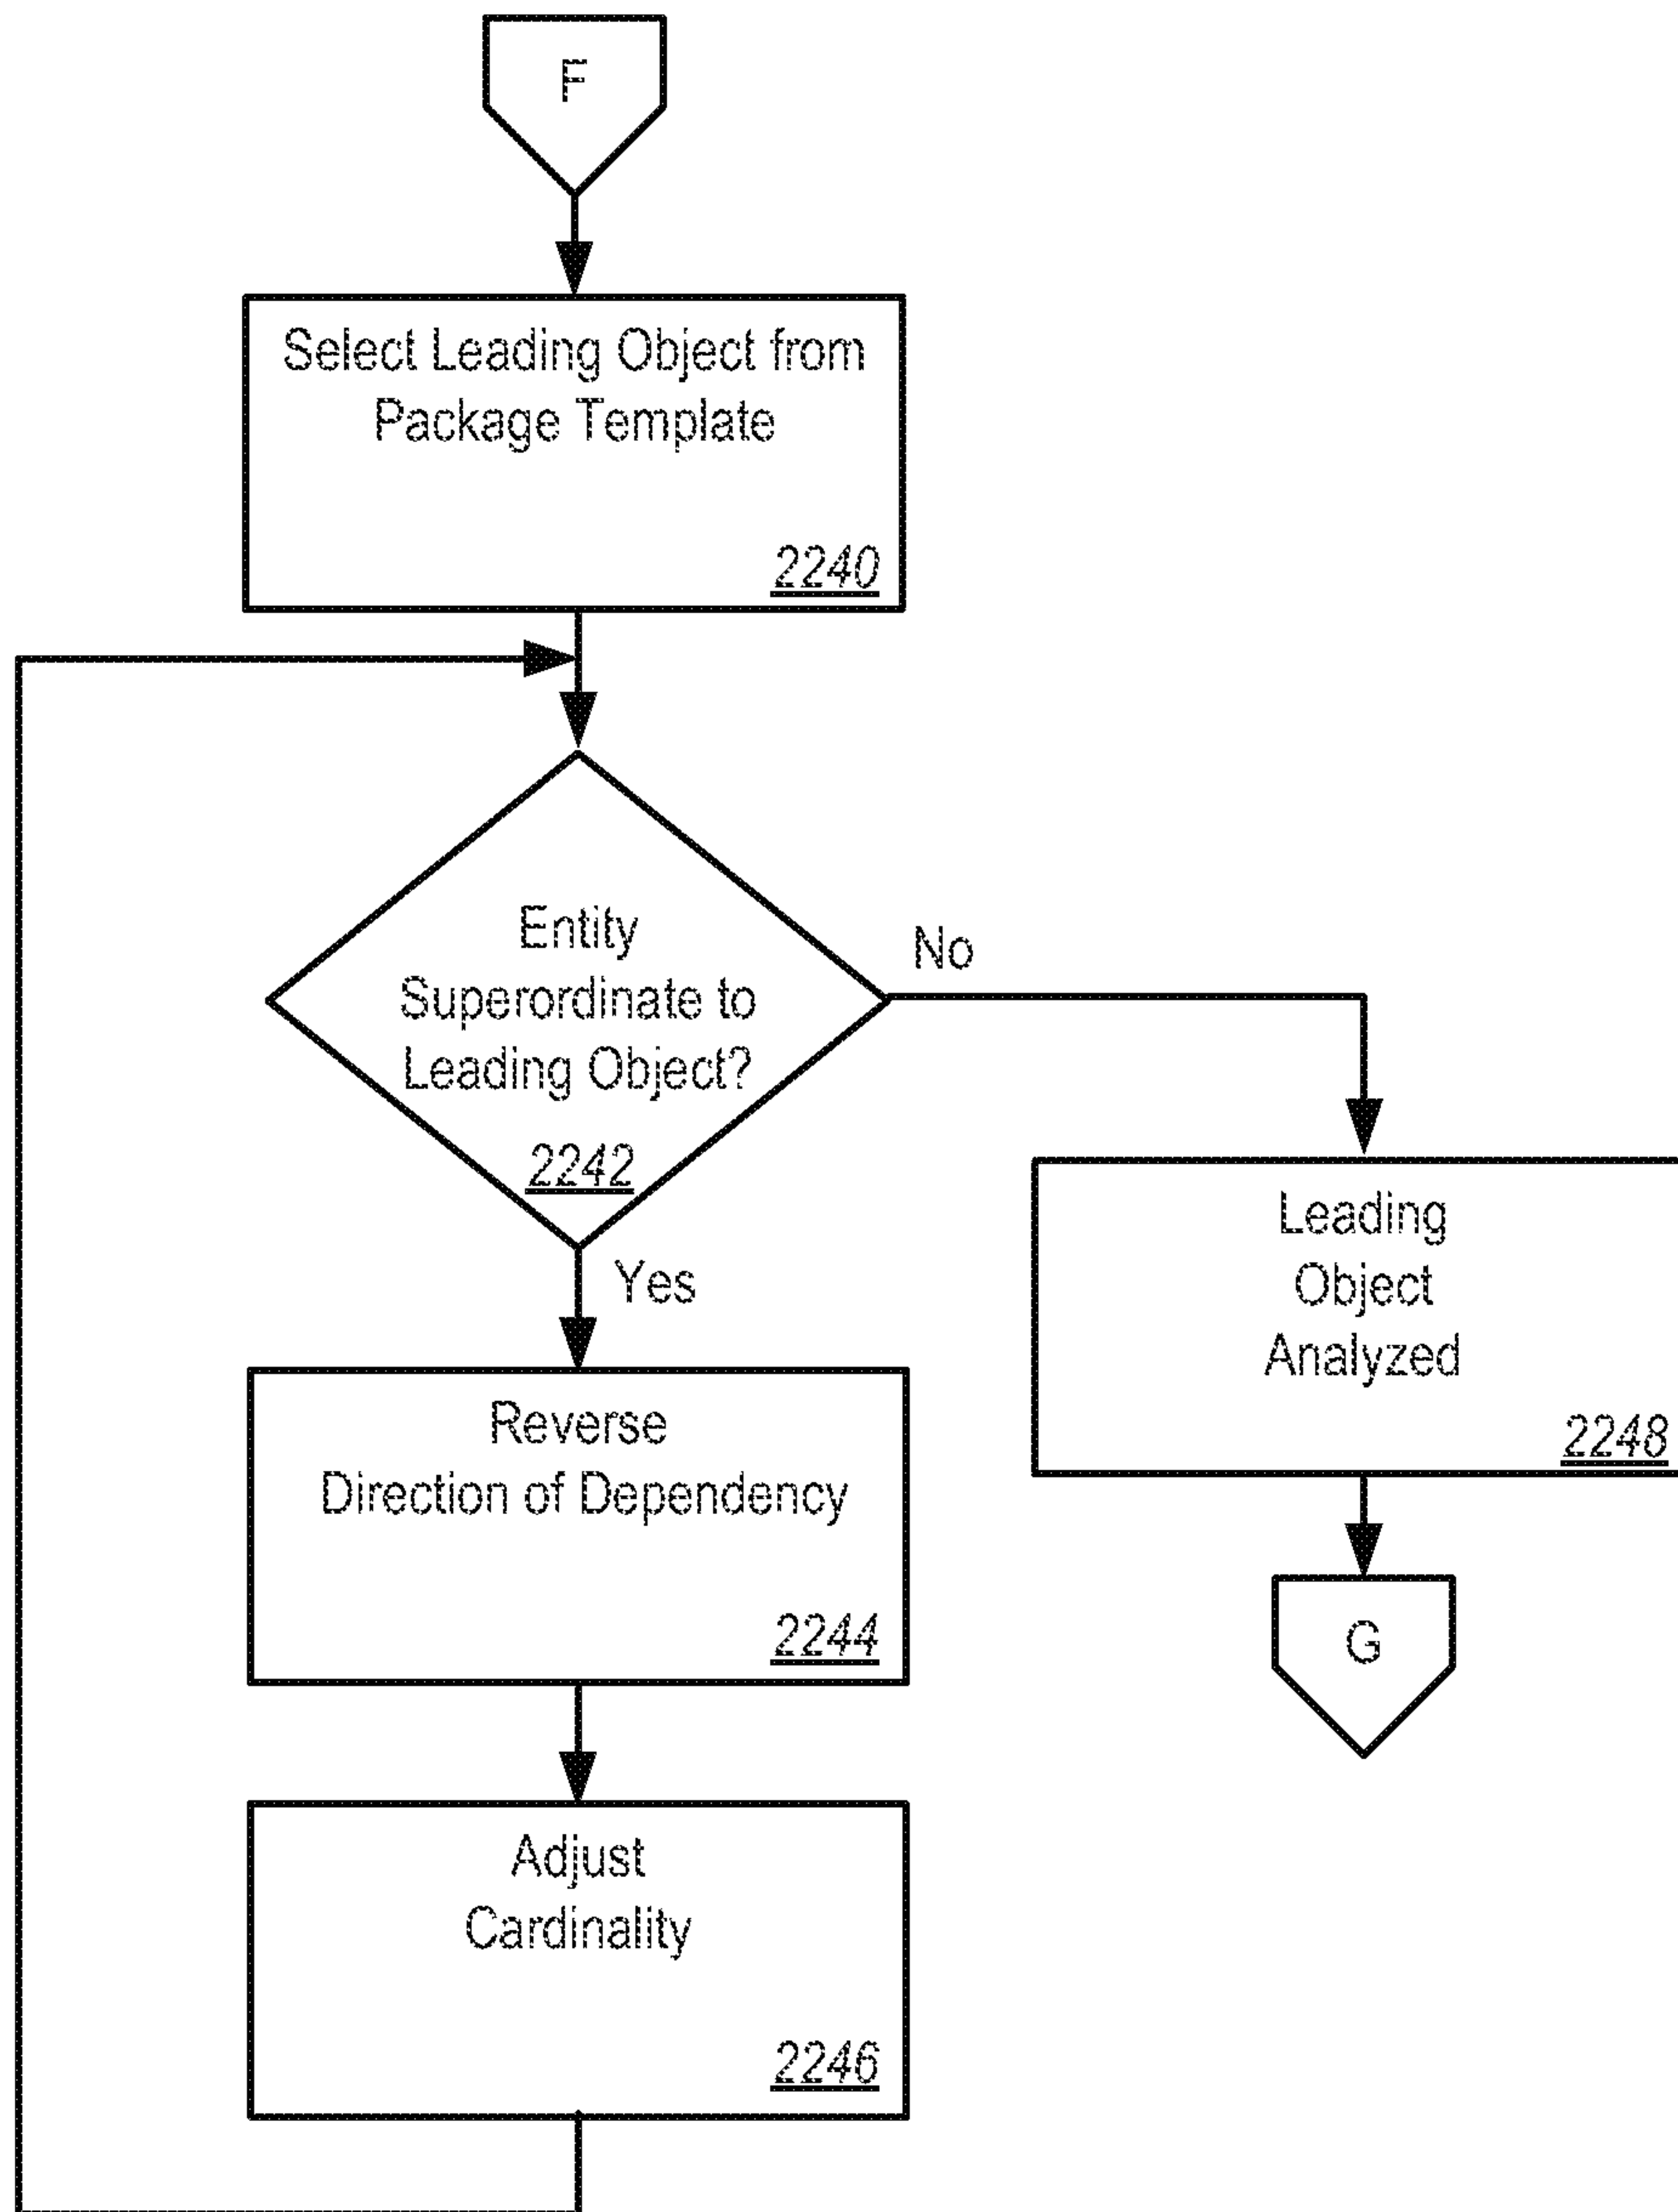 F
Select Leading Object from
Package Template
2240
Entity
Superordinate to
Leading Object?
2242
No
Yes
Leading
Object
Analyzed
2248
Reverse
Direction of Dependency
2244
G
Adjust
Cardinality
2246